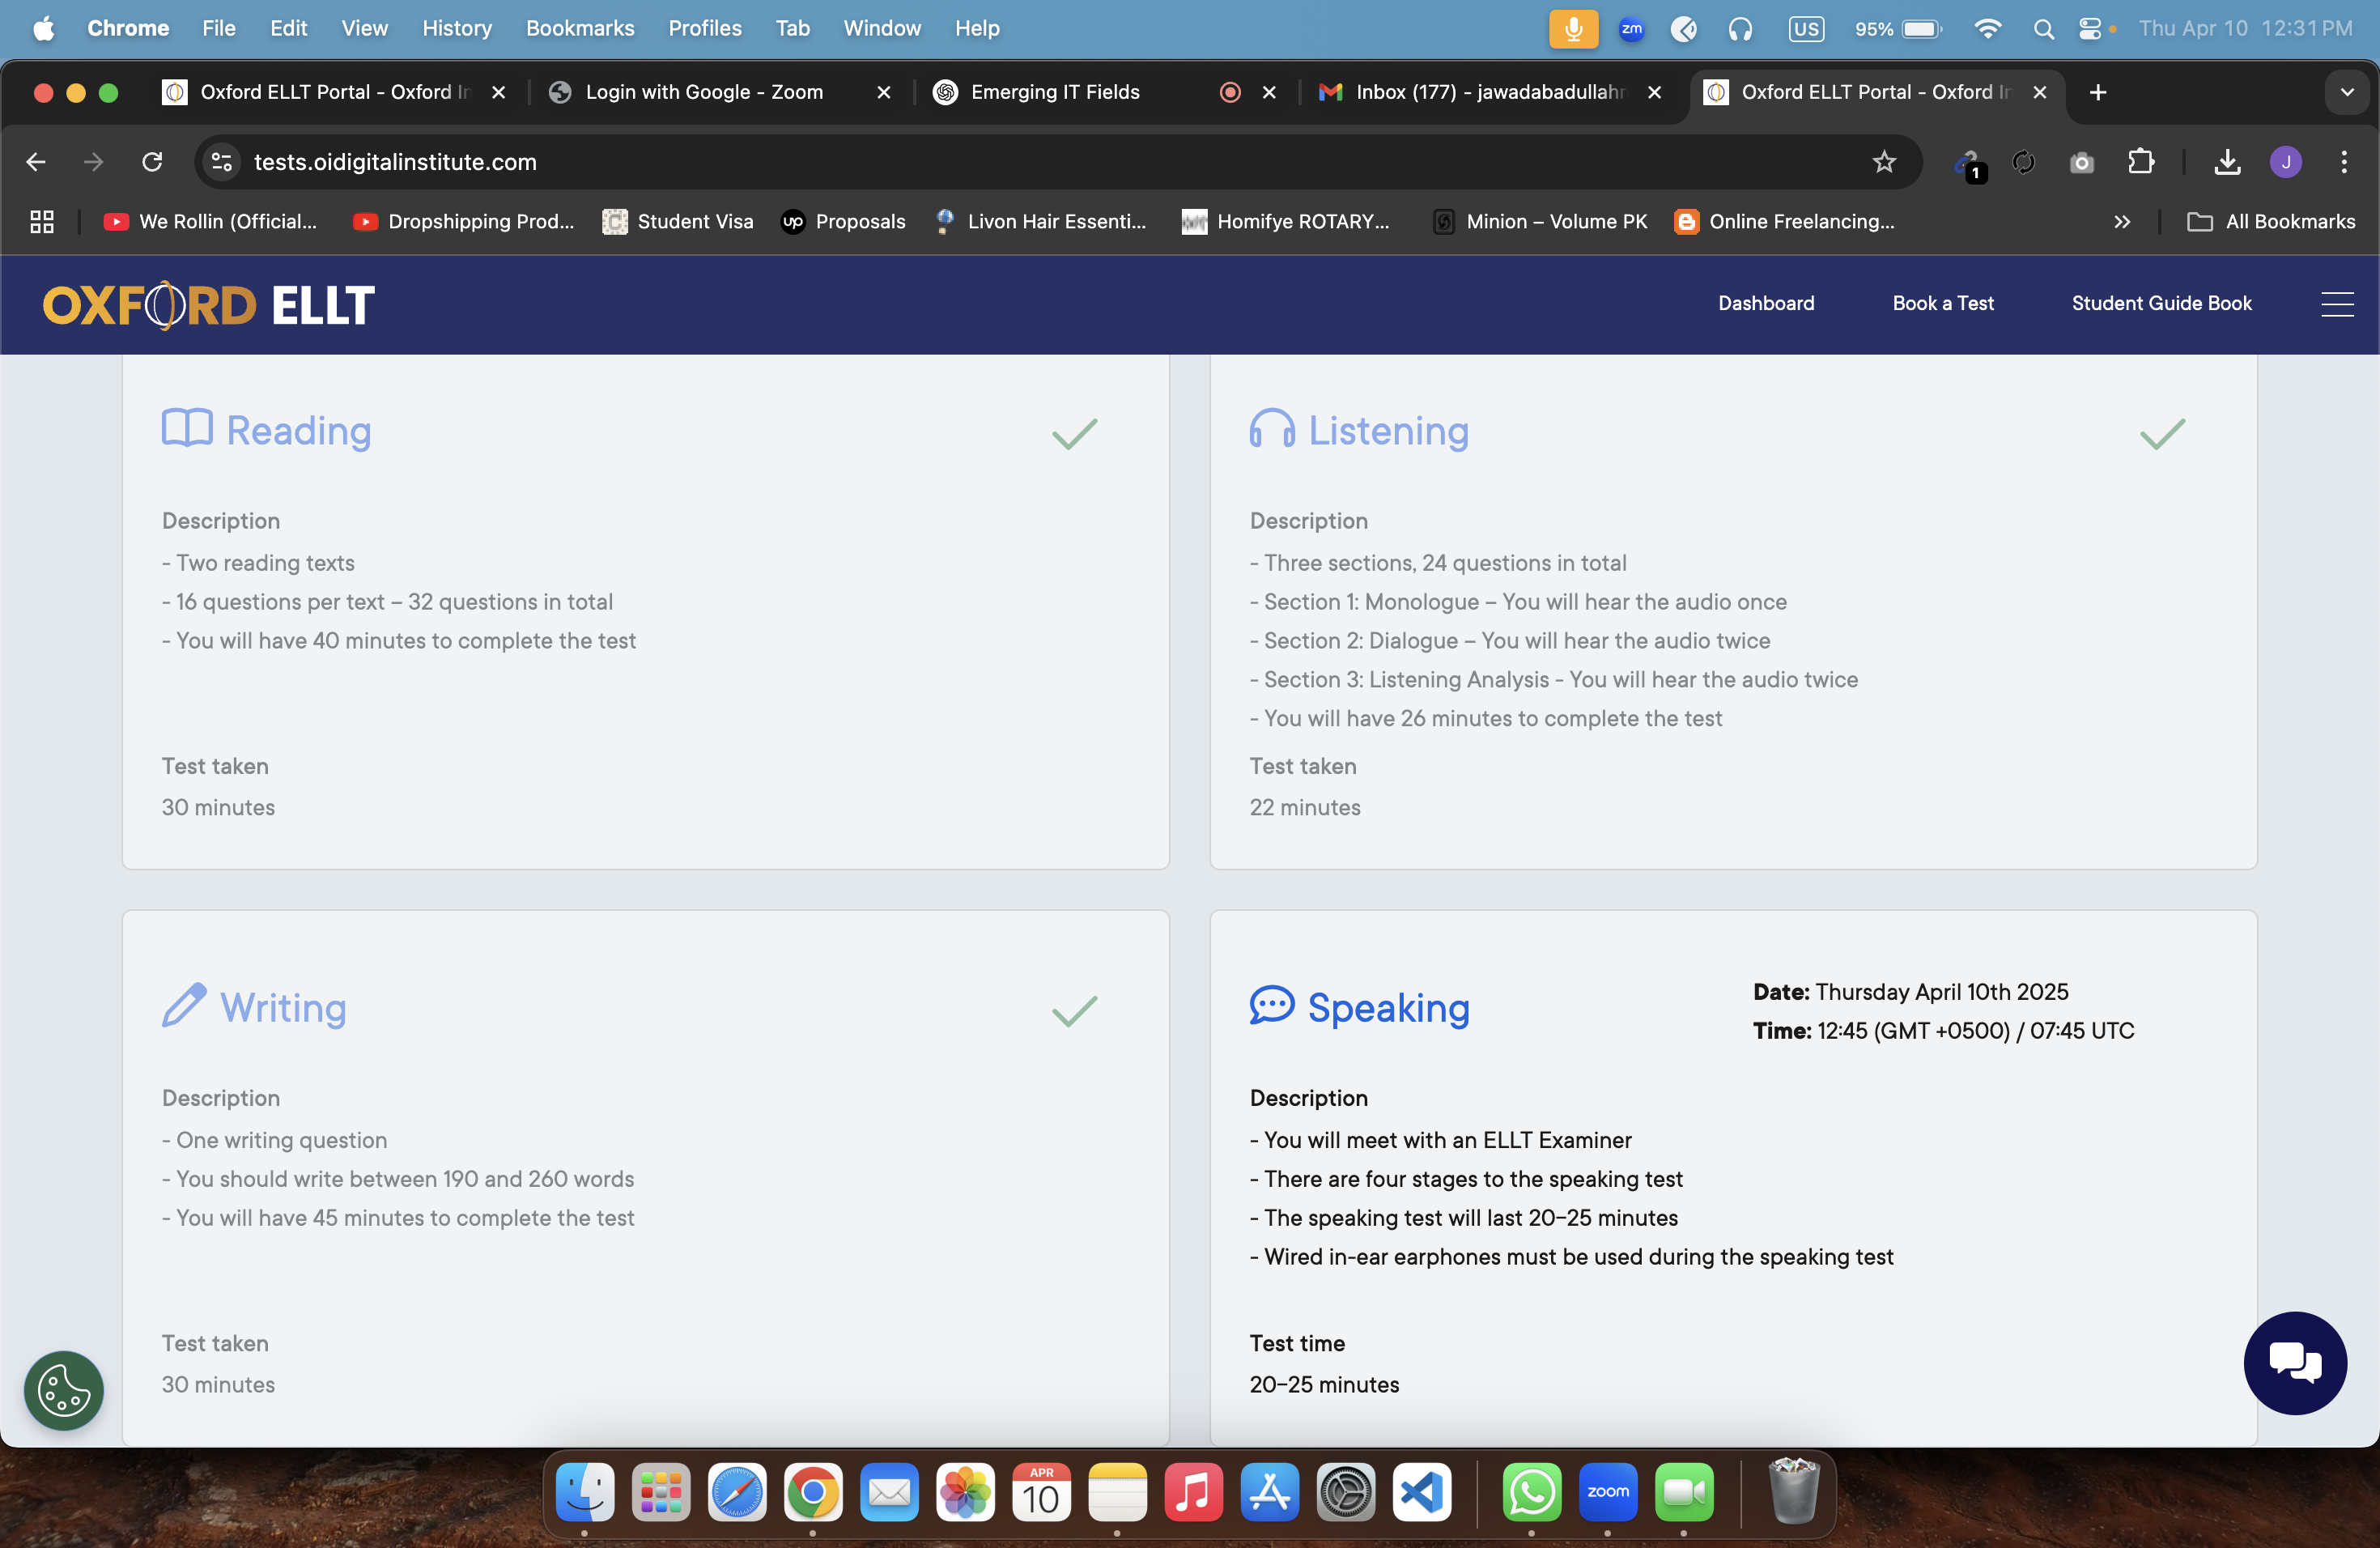 Chrome File Edit View History Bookmarks Profiles Tab Window Help zm US 95% Thu Apr 10 12:31 PM
Oxford ELLT Portal - Oxford In Login with Google - Zoom Emerging IT Fields Inbox (177) - jawadabadullahr Oxford ELLT Portal - Oxford In
tests.oidigitalinstitute.com 1 J
We Rollin (Official... Dropshipping Prod... Student Visa up Proposals Livon Hair Essenti... Homifye ROTARY... Minion – Volume PK Online Freelancing... All Bookmarks
OXFORD ELLT Dashboard Book a Test Student Guide Book
Reading
Description
- Two reading texts
- 16 questions per text – 32 questions in total
- You will have 40 minutes to complete the test
Test taken
30 minutes
Listening
Description
- Three sections, 24 questions in total
- Section 1: Monologue – You will hear the audio once
- Section 2: Dialogue – You will hear the audio twice
- Section 3: Listening Analysis - You will hear the audio twice
- You will have 26 minutes to complete the test
Test taken
22 minutes
Writing
Description
- One writing question
- You should write between 190 and 260 words
- You will have 45 minutes to complete the test
Test taken
30 minutes
Speaking
Date: Thursday April 10th 2025
Time: 12:45 (GMT +0500) / 07:45 UTC
Description
- You will meet with an ELLT Examiner
- There are four stages to the speaking test
- The speaking test will last 20–25 minutes
- Wired in-ear earphones must be used during the speaking test
Test time
20–25 minutes
APR
10
zoom